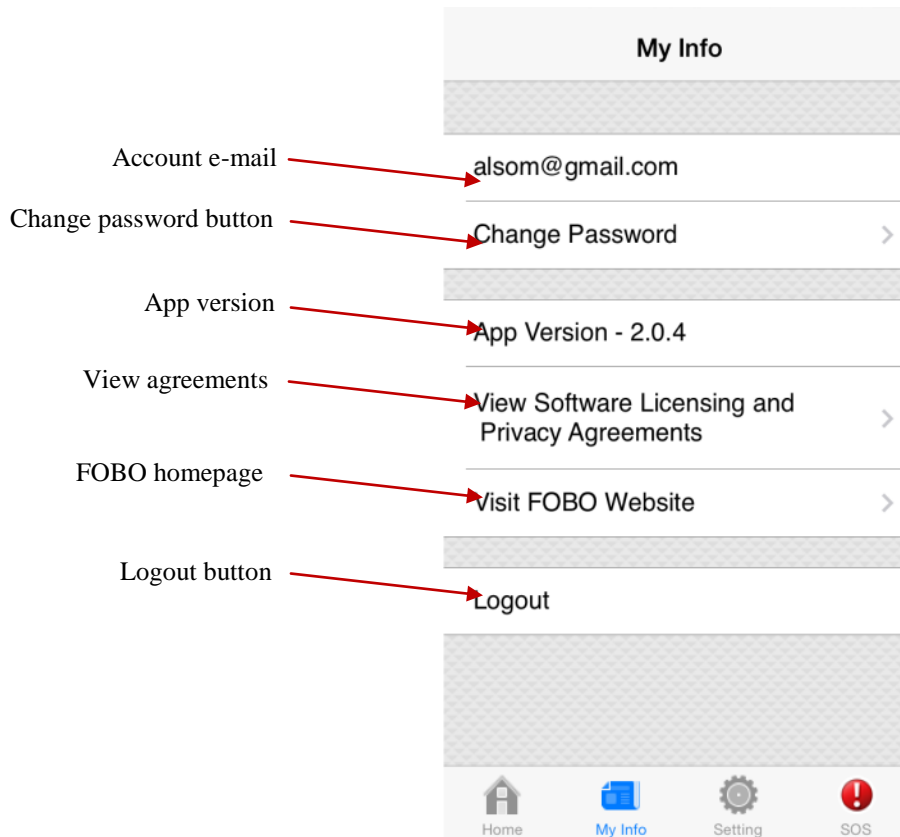 My Info
Account e-mail
alsom@gmail.com
Change password button
Change Password
App version
App Version - 2.0.4
View agreements
View Software Licensing and
Privacy Agreements
FOBO homepage
Visit FOBO Website
Logout button
Logout
Home
My Info
Setting
SOS